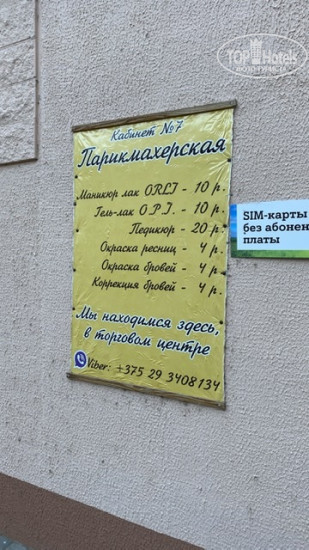 TOPHotels
Кабинет №7
Парикмахерская
Маникюр лак ORLI - 10 р.
Гель-лак O.P.I. - 10 р.
Педикюр - 20 р.
Окраска ресниц - 4 р.
Окраска бровей - 4 р.
Коррекция бровей - 4 р.
Мы находимся здесь,
в торговом центре
Viber: +375 29 3408134
SIM-карты
без абонен
платы